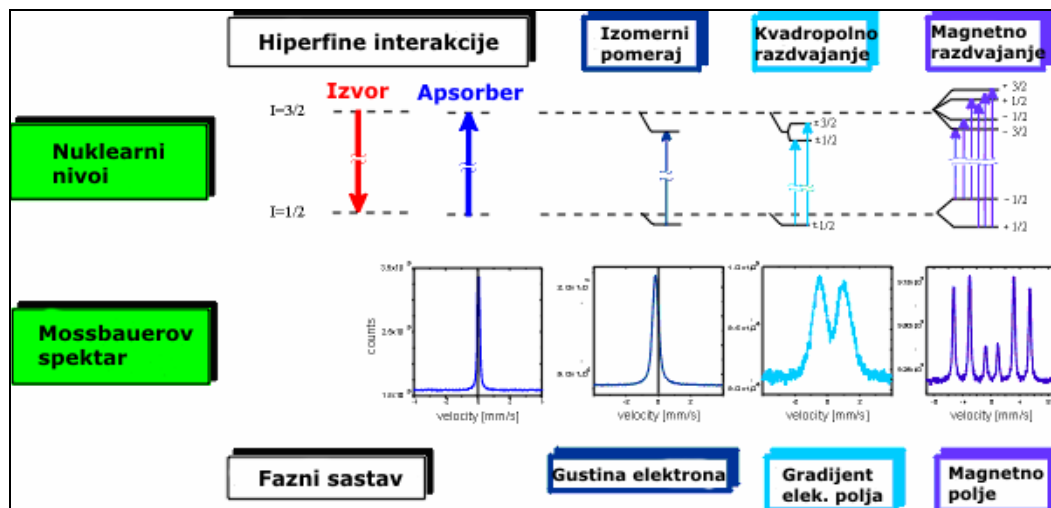 Hiperfine interakcije
Izomerni
pomeraj
Kvadropolno
razdvajanje
Magnetno
razdvajanje
Izvor
Apsorber
I=3/2
I=1/2
Nuklearni
nivoi
±3/2
±1/2
±1/2
+ 3/2
+ 1/2
- 1/2
- 3/2
- 1/2
+ 1/2
Mossbauerov
spektar
counts
velocity [mm/s]
velocity [mm/s]
velocity [mm/s]
velocity [mm/s]
Fazni sastav
Gustina elektrona
Gradijent
elek. polja
Magnetno
polje